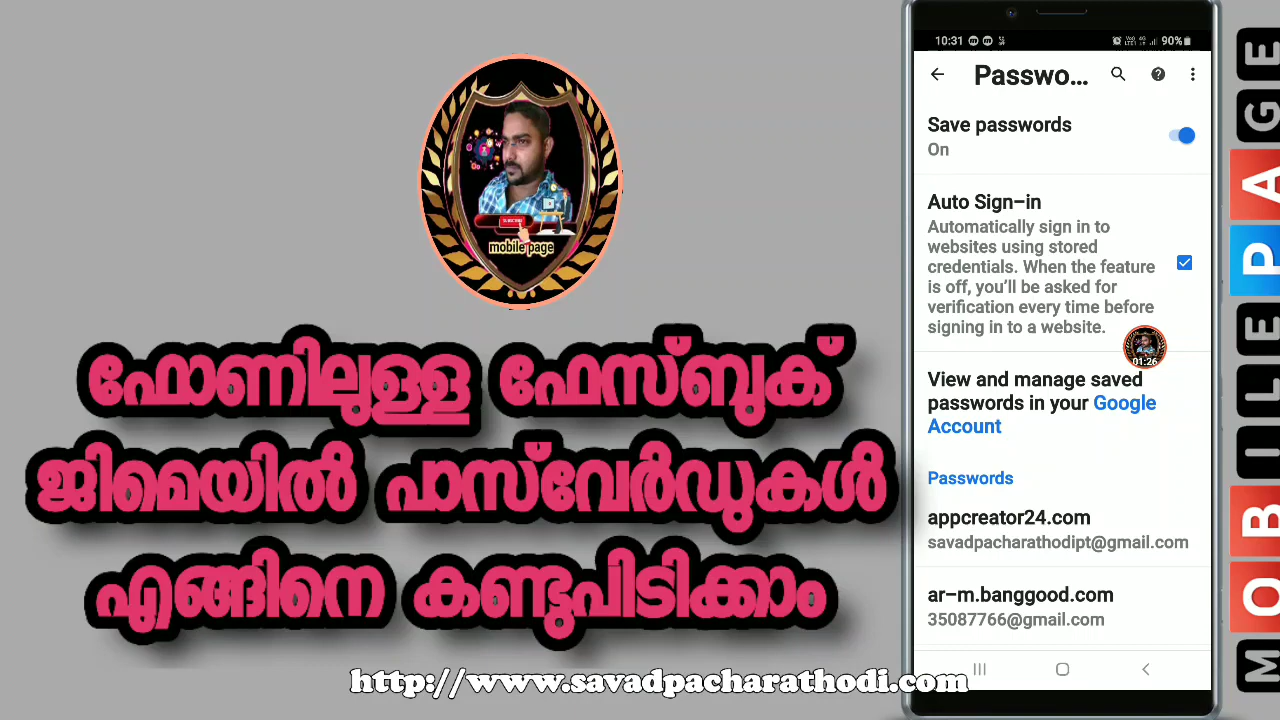 mobile page
ഫോണിലുള്ള ഫേസ്ബുക്
ജിമെയിൽ പാസ്‌വേർഡുകൾ
എങ്ങിനെ കണ്ടുപിടിക്കാം
http://www.savadpacharathodi.com
10:31
90%
Passwo...
Save passwords
On
Auto Sign-in
Automatically sign in to
websites using stored
credentials. When the feature
is off, you'll be asked for
verification every time before
signing in to a website.
01:26
View and manage saved
passwords in your Google
Account
Passwords
appcreator24.com
savadpacharathodipt@gmail.com
ar-m.banggood.com
35087766@gmail.com
MOBILE PAGE